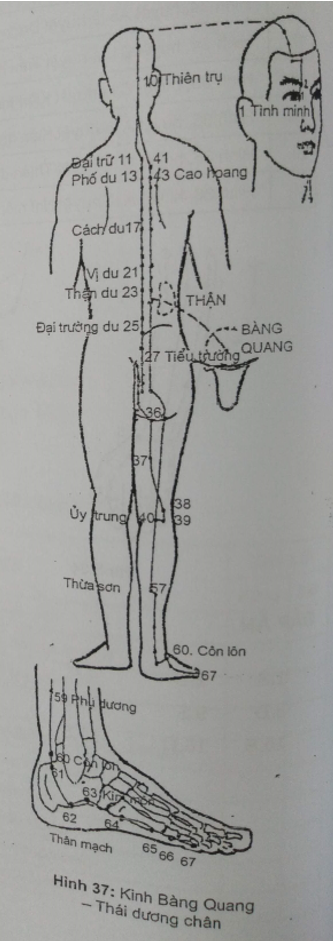 10 Thiên trụ
1 Tình minh
Đại trữ 11
41
Phố du 13
43 Cao hoang
Cách du 17
Vị du 21
Thận du 23
THẬN
Đại trường du 25
BÀNG
QUANG
27 Tiểu trường
36
37
38
Ủy trung 40
39
Thừa sơn
57
60. Côn lôn
67
59 Phụ dương
60 Côn lôn
61
63 Kim môn
62
64
Thân mạch
65
66
67
Hình 37: Kinh Bàng Quang
– Thái dương chân